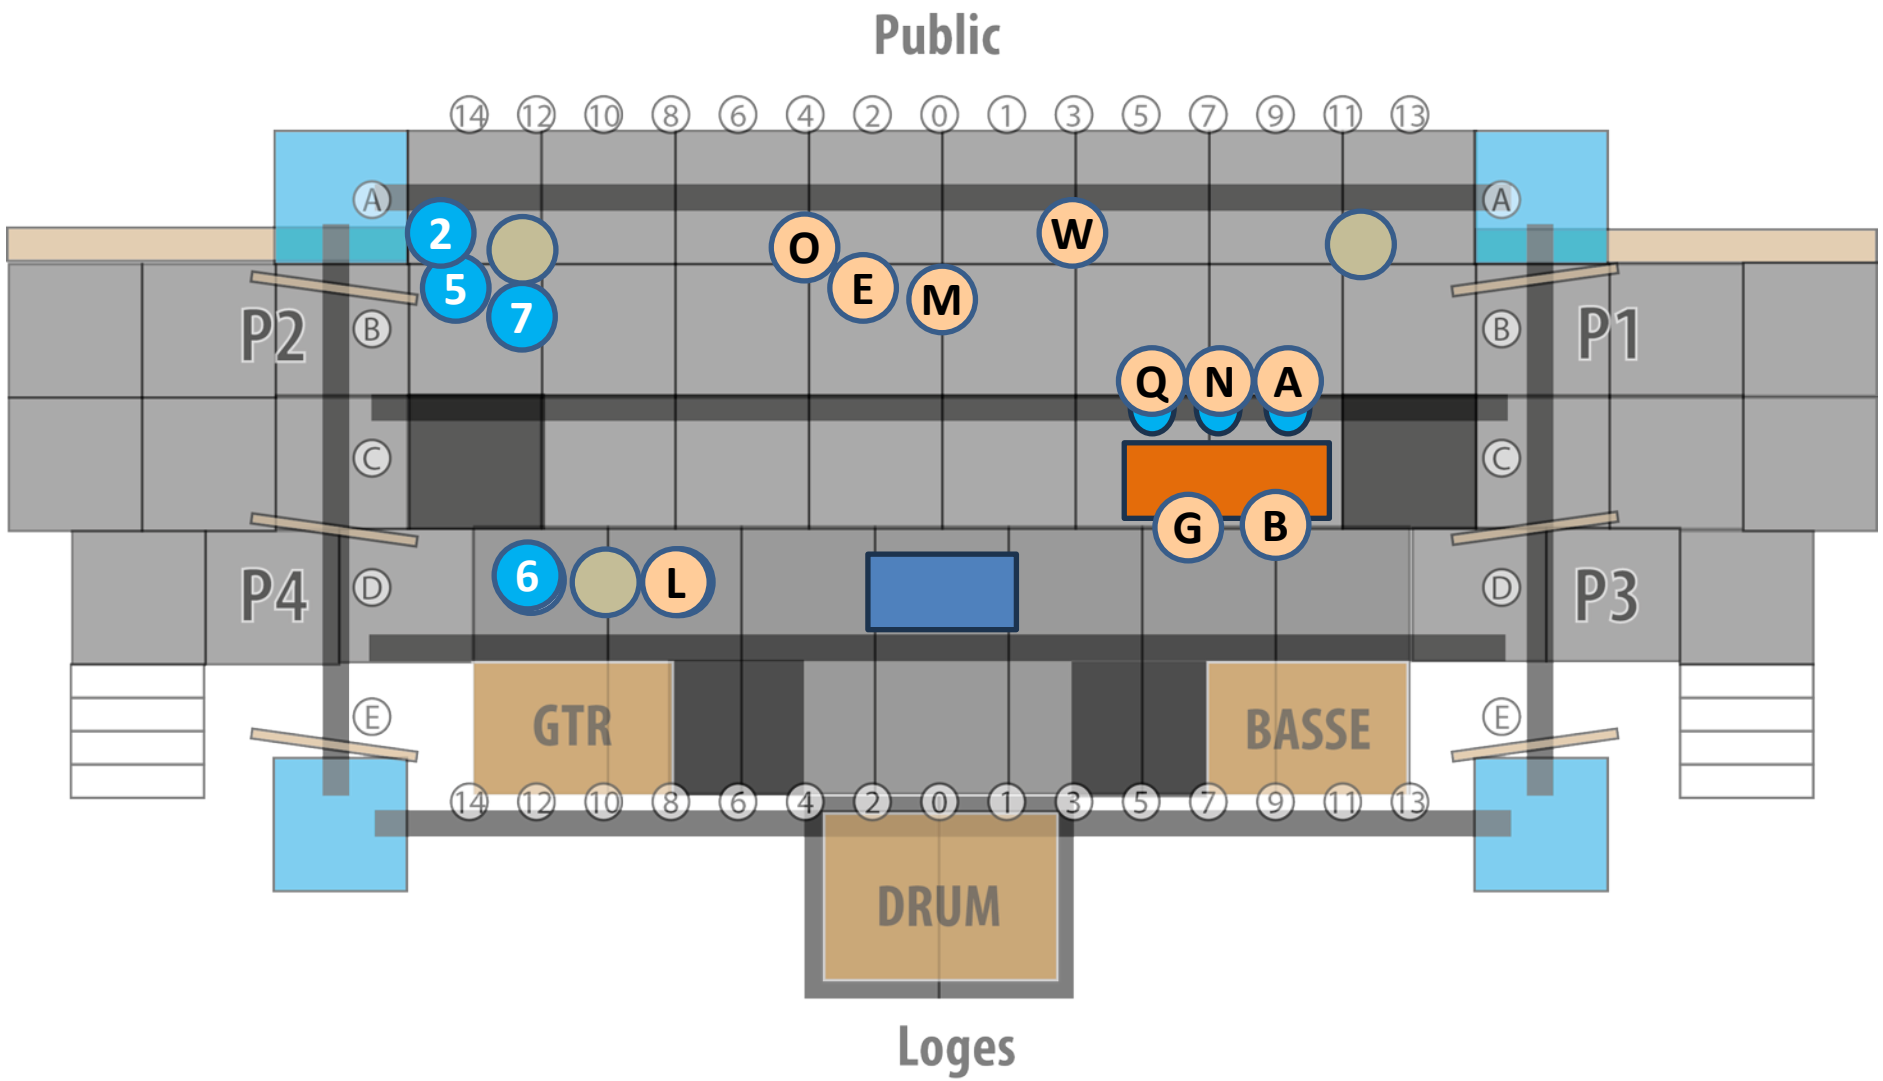 Public
14 12 10 8 6 4 2 0 1 3 5 7 9 11 13
A A
2 O W
5 E M
7
P2 B B P1
Q N A
C C
G B
P4 D 6 L D P3
E GTR BASSE E
14 12 10 8 6 4 2 0 1 3 5 7 9 11 13
DRUM
Loges